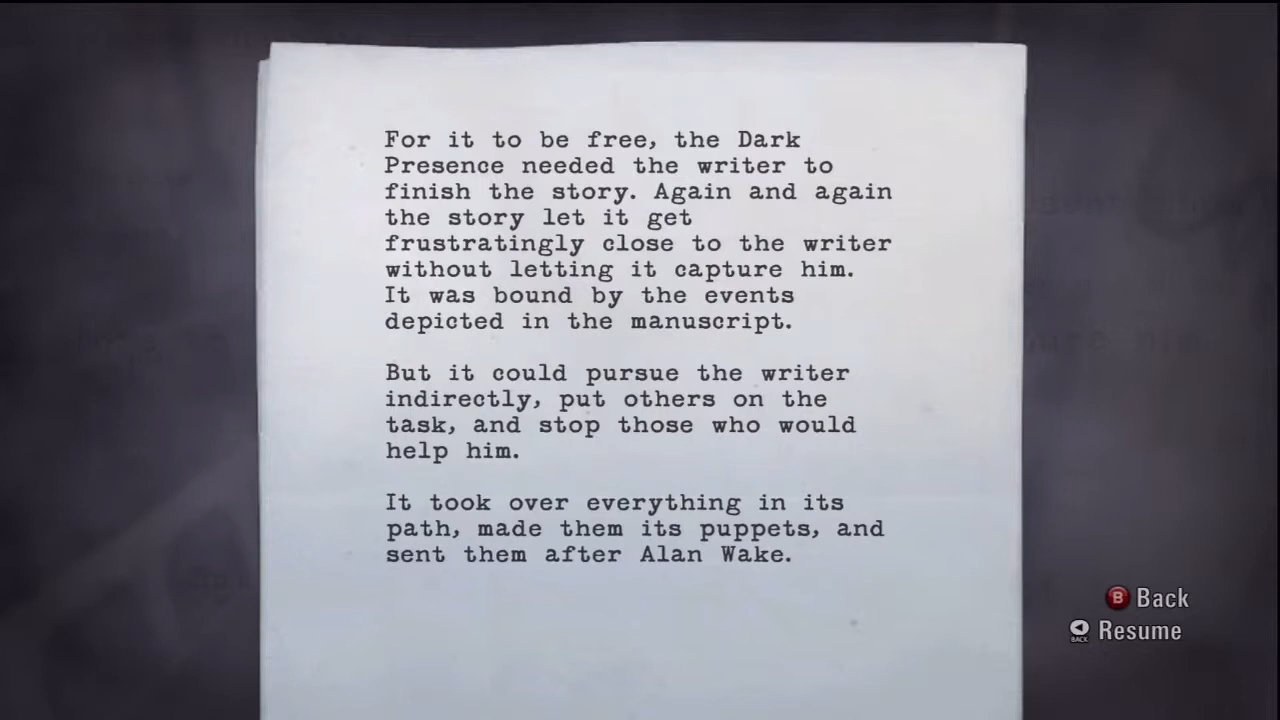 For it to be free, the Dark
Presence needed the writer to
finish the story. Again and again
the story let it get
frustratingly close to the writer
without letting it capture him.
It was bound by the events
depicted in the manuscript.
But it could pursue the writer
indirectly, put others on the
task, and stop those who would
help him.
It took over everything in its
path, made them its puppets, and
sent them after Alan Wake.
B Back
BACK Resume